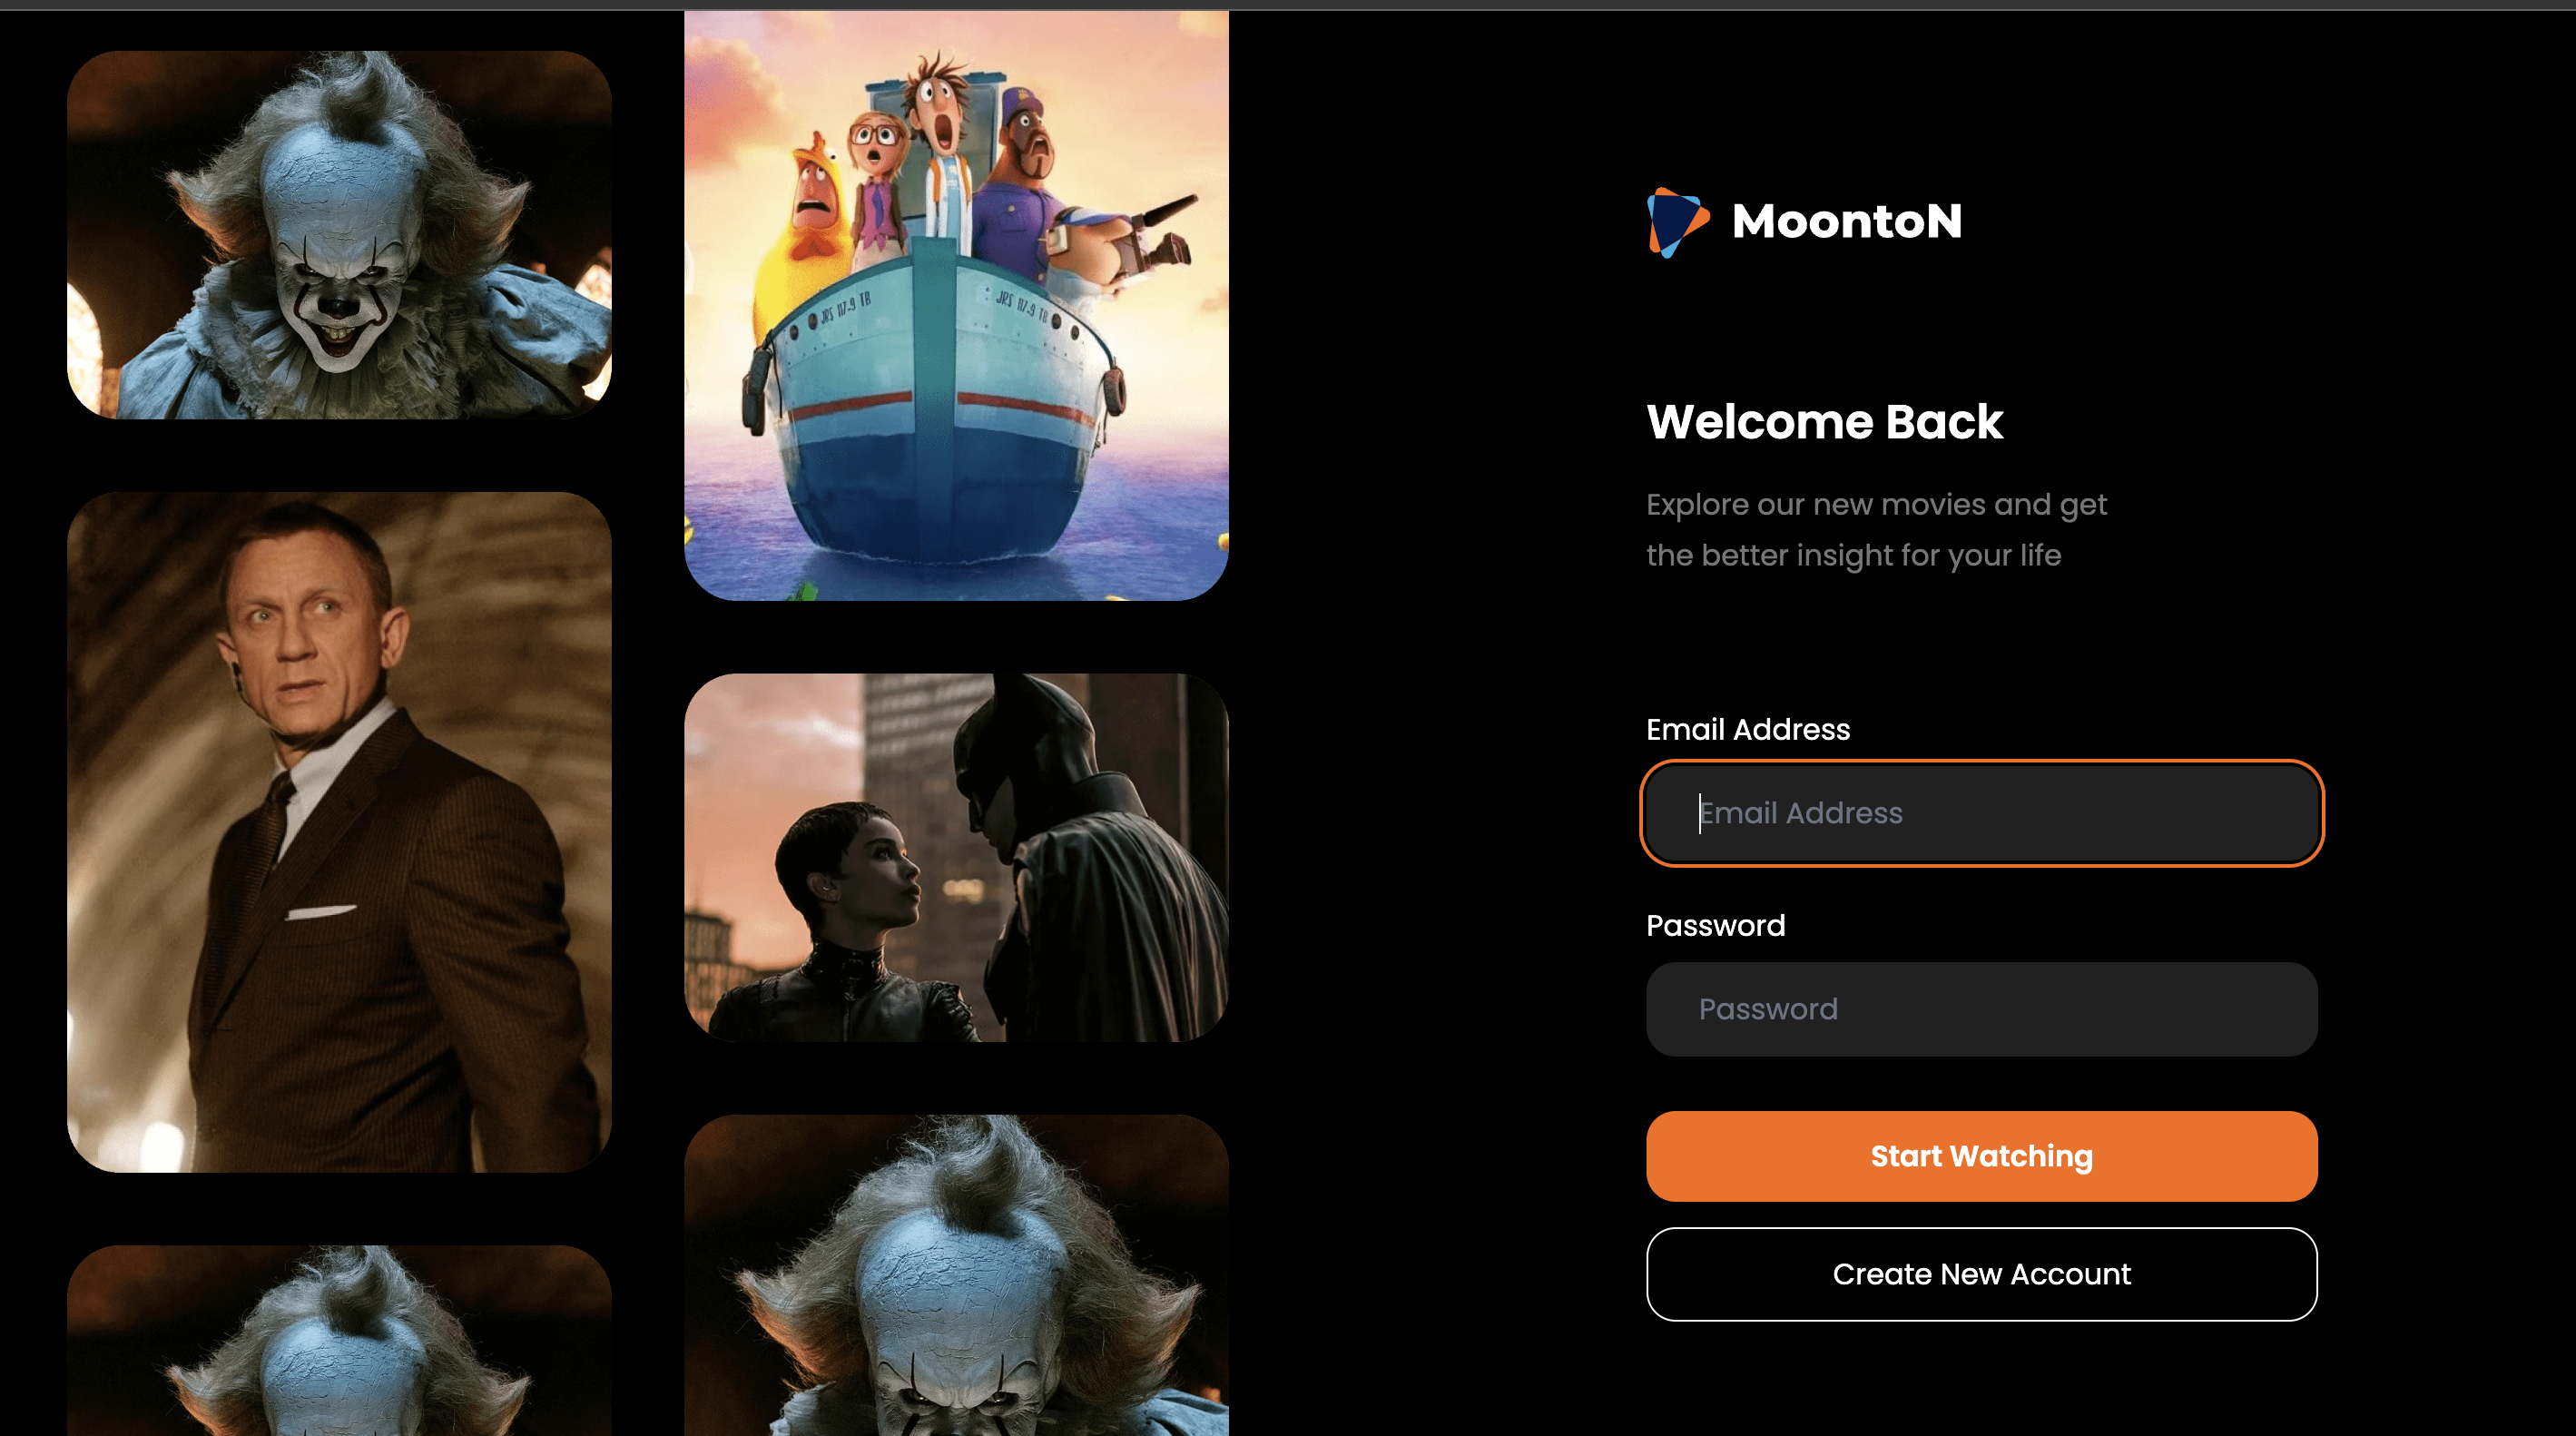 JRS 117-9 TB
JRS 117-9 TB
MoontoN
Welcome Back
Explore our new movies and get
the better insight for your life
Email Address
Email Address
Password
Password
Start Watching
Create New Account